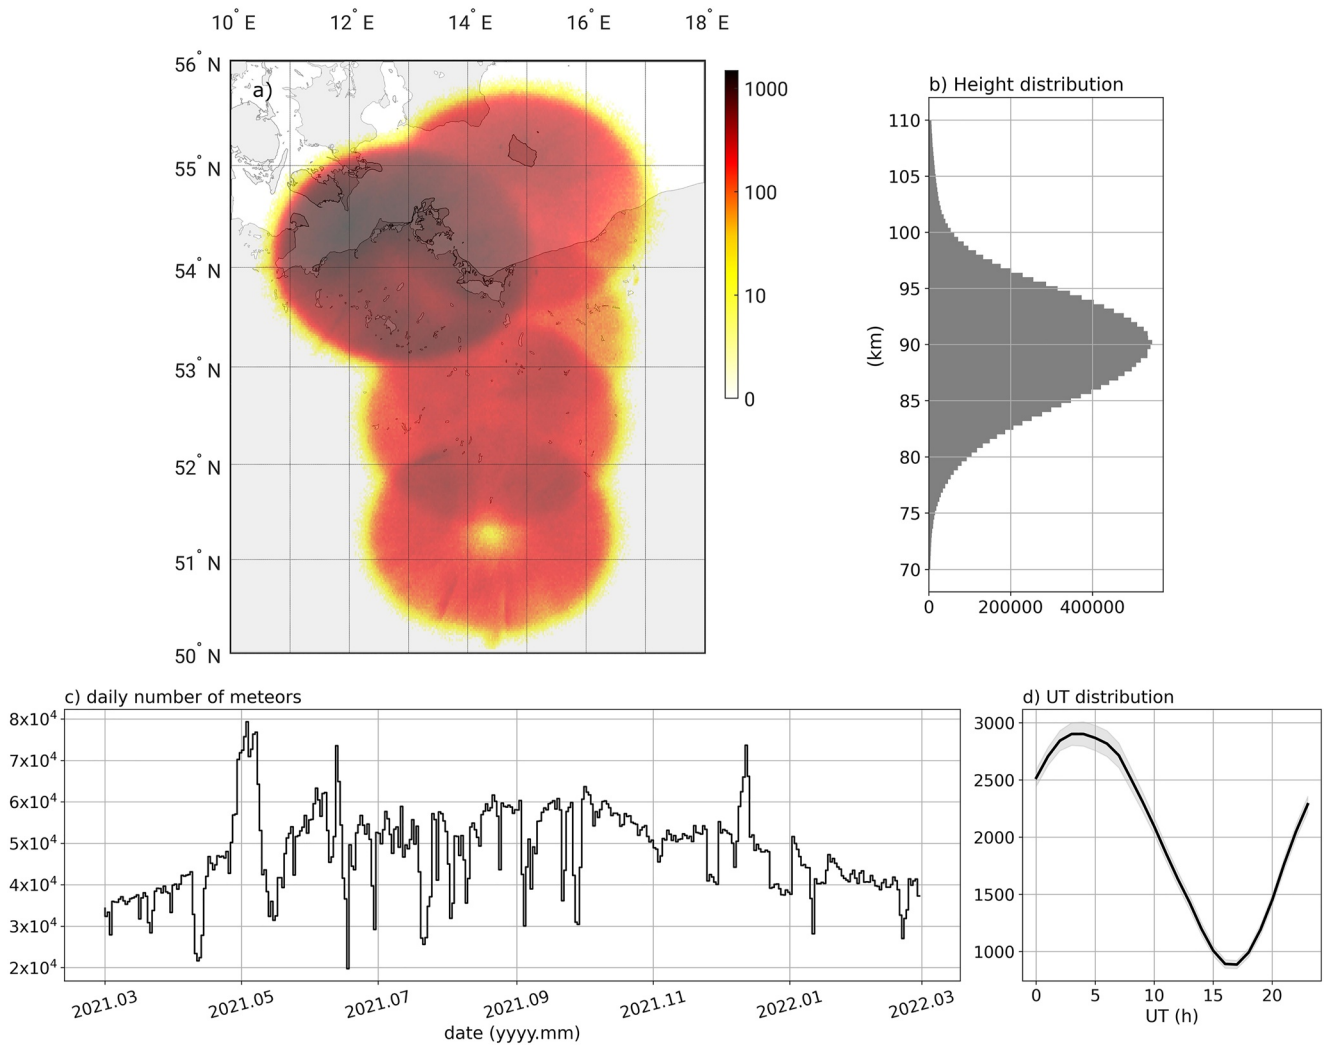 10° E 12° E 14° E 16° E 18° E
56° N
55° N
54° N
53° N
52° N
51° N
50° N
a)
1000
100
10
0
b) Height distribution
110
105
100
95
90
85
80
75
70
(km)
0 200000 400000
c) daily number of meteors
8x10⁴
7x10⁴
6x10⁴
5x10⁴
4x10⁴
3x10⁴
2x10⁴
2021.03 2021.05 2021.07 2021.09 2021.11 2022.01 2022.03
date (yyyy.mm)
d) UT distribution
3000
2500
2000
1500
1000
0 5 10 15 20
UT (h)